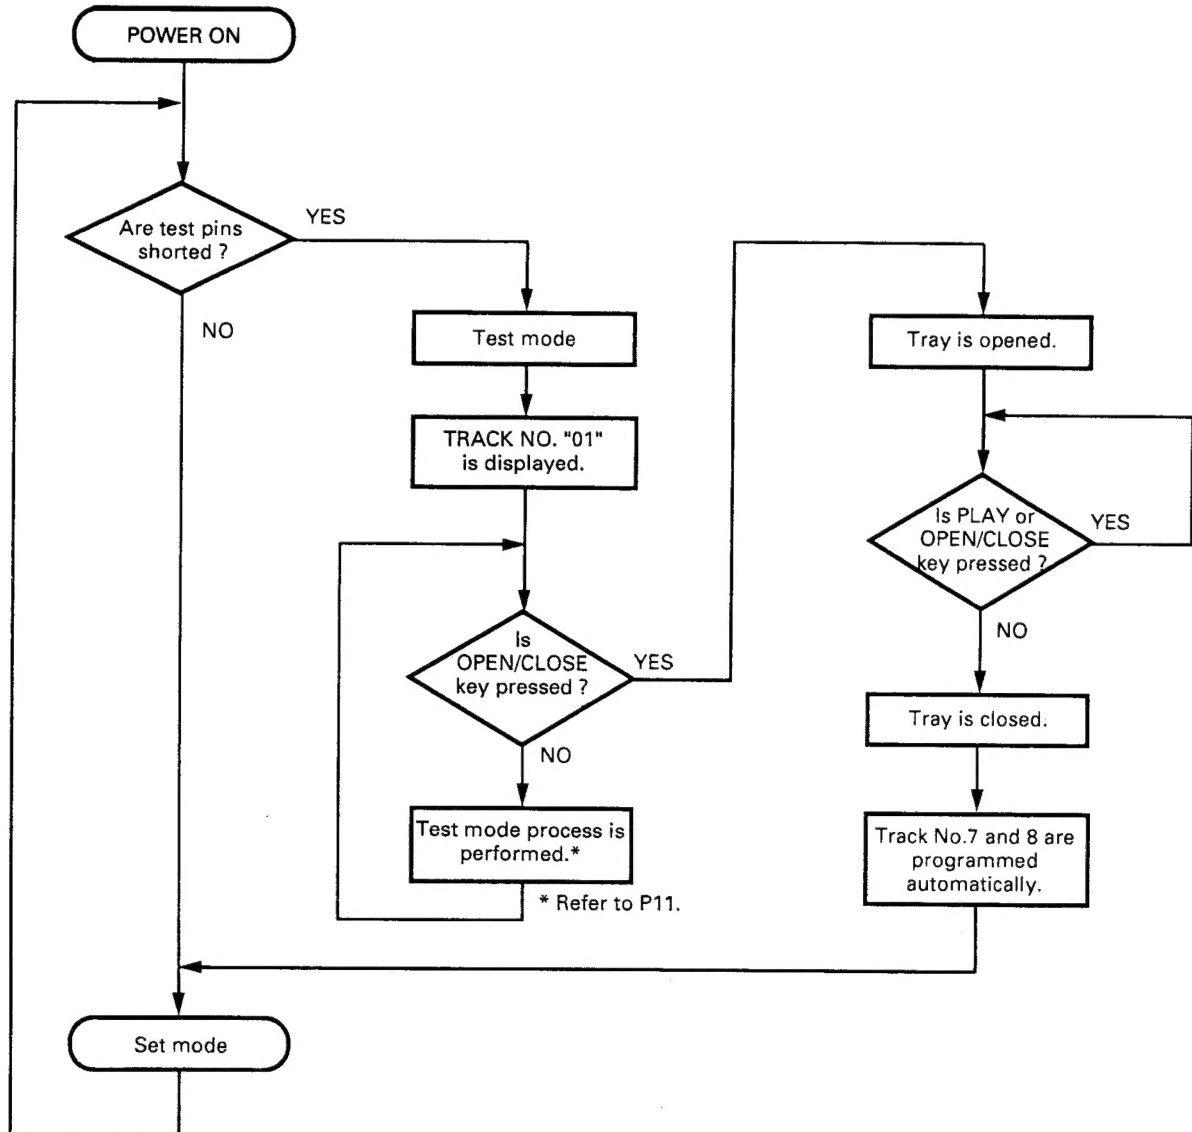 POWER ON
Are test pins
shorted ?
YES
NO
Test mode
TRACK NO. "01"
is displayed.
Is
OPEN/CLOSE
key pressed ?
YES
NO
Test mode process is
performed.*
* Refer to P11.
Tray is opened.
Is PLAY or
OPEN/CLOSE
key pressed ?
YES
NO
Tray is closed.
Track No.7 and 8 are
programmed
automatically.
Set mode